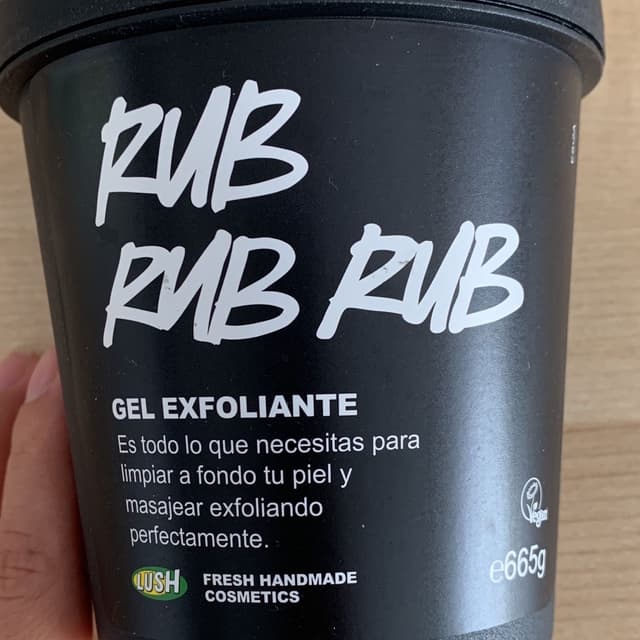 RUB
RUB RUB
GEL EXFOLIANTE
Es todo lo que necesitas para
limpiar a fondo tu piel y
masajear exfoliando
perfectamente.
Vegan
℮665g
LUSH
FRESH HANDMADE
COSMETICS